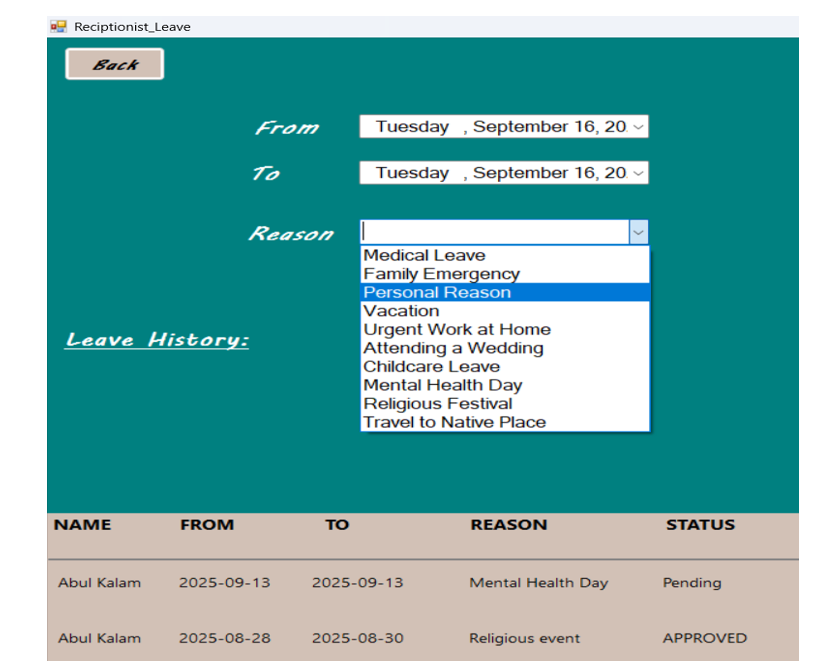 Reciptionist_Leave
Back
From Tuesday , September 16, 20
To Tuesday , September 16, 20
Reason
Medical Leave
Family Emergency
Personal Reason
Vacation
Urgent Work at Home
Leave History:
Attending a Wedding
Childcare Leave
Mental Health Day
Religious Festival
Travel to Native Place
NAME FROM TO REASON STATUS
Abul Kalam 2025-09-13 2025-09-13 Mental Health Day Pending
Abul Kalam 2025-08-28 2025-08-30 Religious event APPROVED